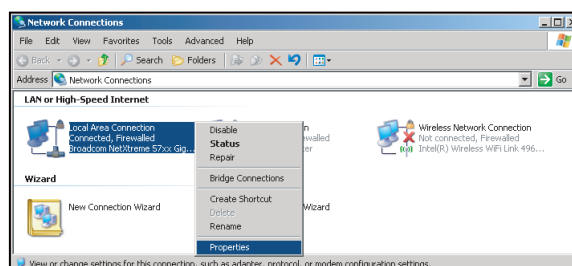 Network Connections
File Edit View Favorites Tools Advanced Help
Back Search Folders
Address Network Connections Go
LAN or High-Speed Internet
Local Area Connection
Connected, Firewalled
Broadcom NetXtreme 57xx Gig...
Wireless Network Connection
Not connected, Firewalled
Intel(R) Wireless WiFi Link 496...
Disable
Status
Repair
Bridge Connections
Create Shortcut
Delete
Rename
Properties
Wizard
New Connection Wizard
Wizard
View or change settings for this connection, such as adapter, protocol, or modem configuration settings.